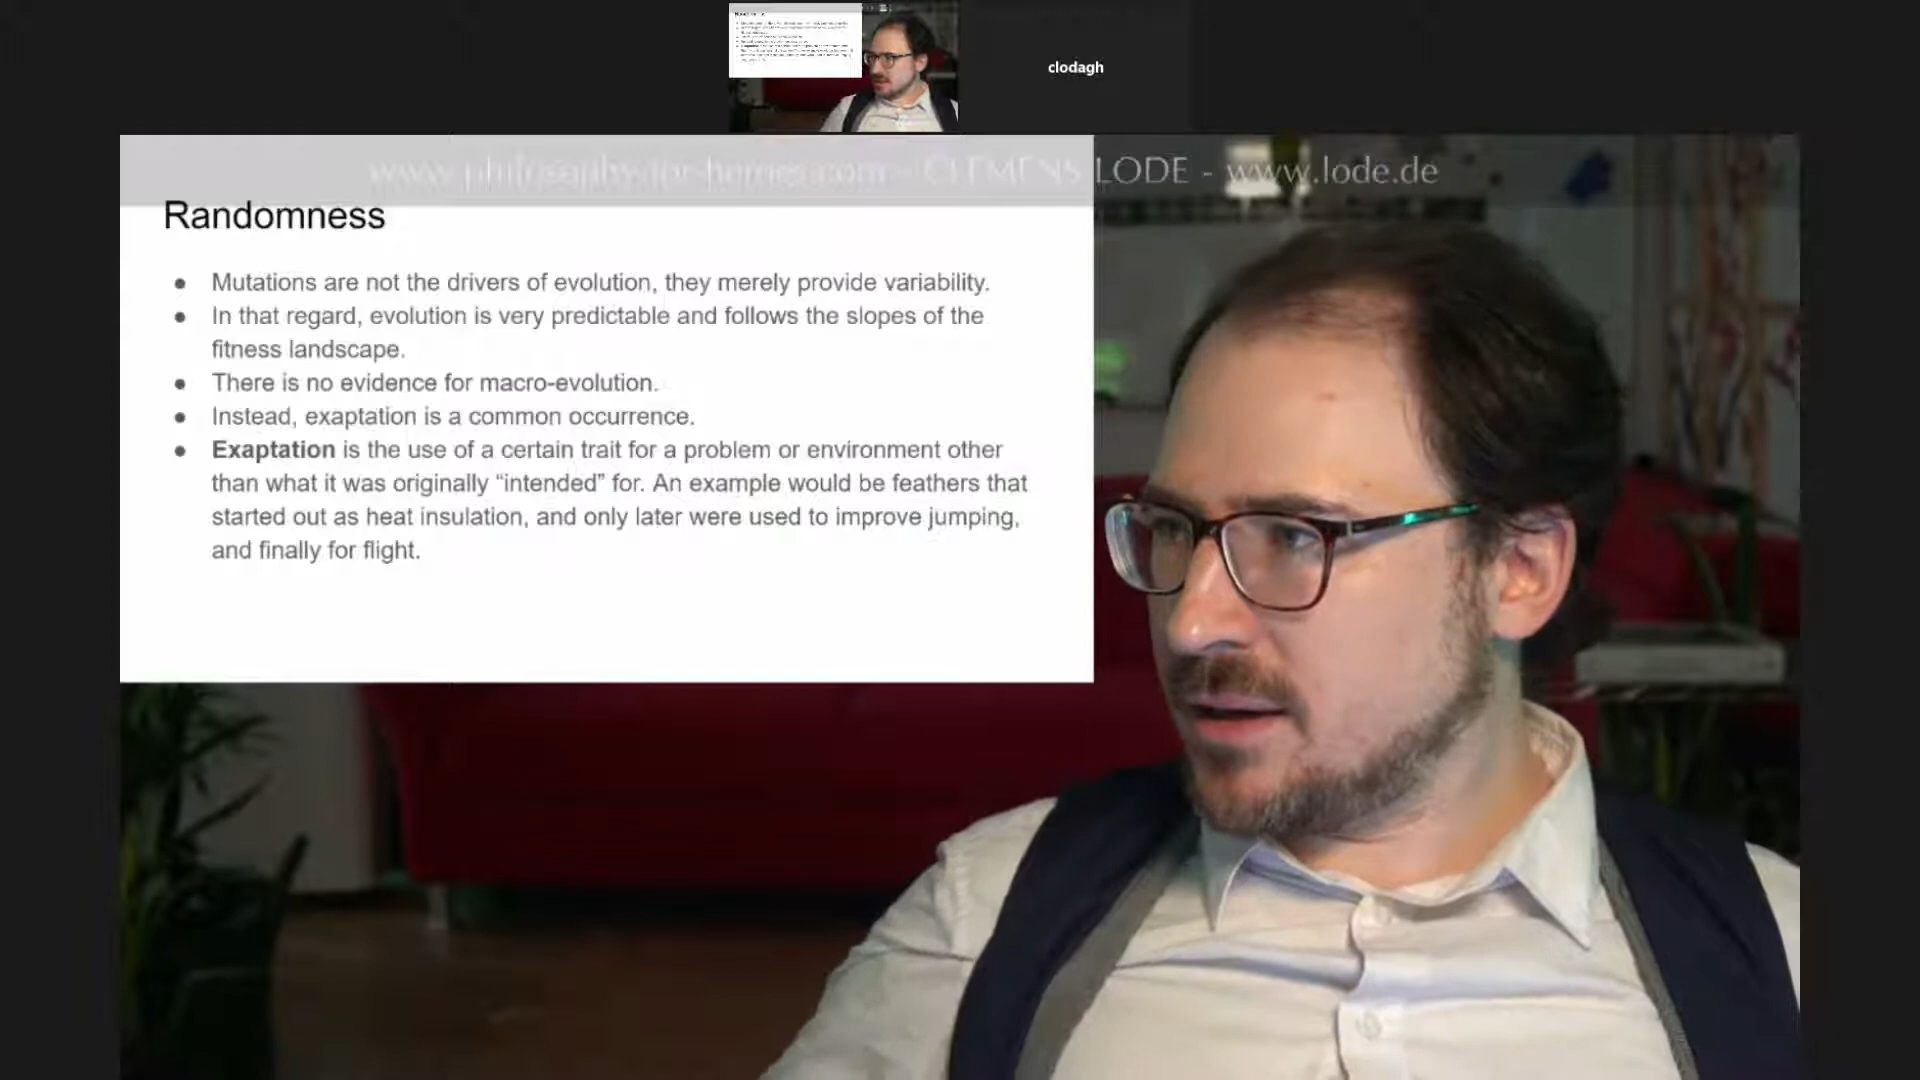 clodagh
www.philosophy-for-heroes.com - CLEMENS LODE - www.lode.de
Randomness
● Mutations are not the drivers of evolution, they merely provide variability.
● In that regard, evolution is very predictable and follows the slopes of the
fitness landscape.
● There is no evidence for macro-evolution.
● Instead, exaptation is a common occurrence.
● Exaptation is the use of a certain trait for a problem or environment other
than what it was originally “intended” for. An example would be feathers that
started out as heat insulation, and only later were used to improve jumping,
and finally for flight.